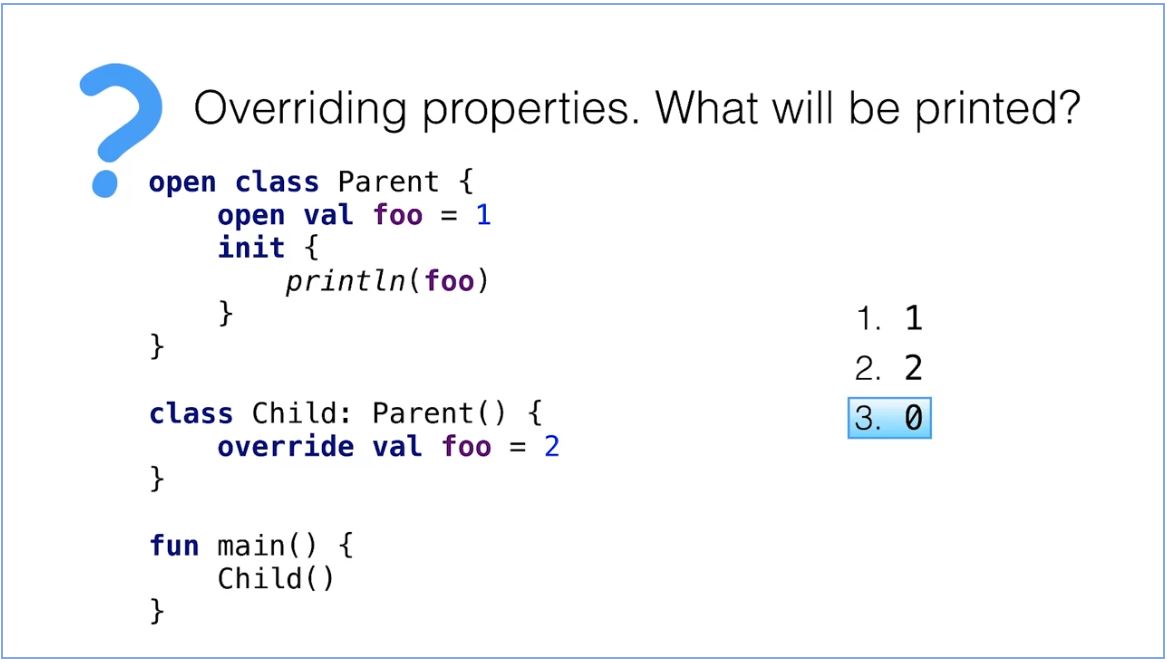 ? Overriding properties. What will be printed?
open class Parent {
    open val foo = 1
    init {
        println(foo)
    }
}
class Child: Parent() {
    override val foo = 2
}
fun main() {
    Child()
}
1. 1
2. 2
3. 0